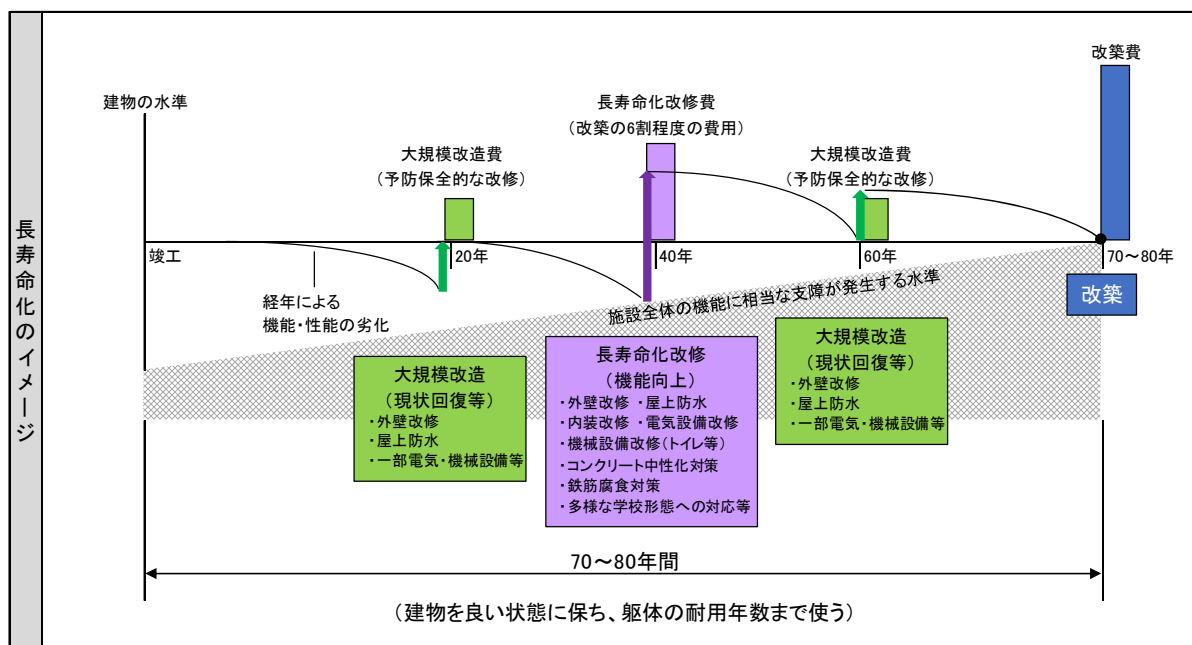 長寿命化のイメージ
改築費
建物の水準
長寿命化改修費
（改築の6割程度の費用）
大規模改造費
（予防保全的な改修）
大規模改造費
（予防保全的な改修）
竣工
20年
40年
60年
70～80年
経年による
機能・性能の劣化
施設全体の機能に相当な支障が発生する水準
改築
大規模改造
（現状回復等）
・外壁改修
・屋上防水
・一部電気・機械設備等
長寿命化改修
（機能向上）
・外壁改修 ・屋上防水
・内装改修 ・電気設備改修
・機械設備改修（トイレ等）
・コンクリート中性化対策
・鉄筋腐食対策
・多様な学校形態への対応等
大規模改造
（現状回復等）
・外壁改修
・屋上防水
・一部電気・機械設備等
70～80年間
（建物を良い状態に保ち、躯体の耐用年数まで使う）